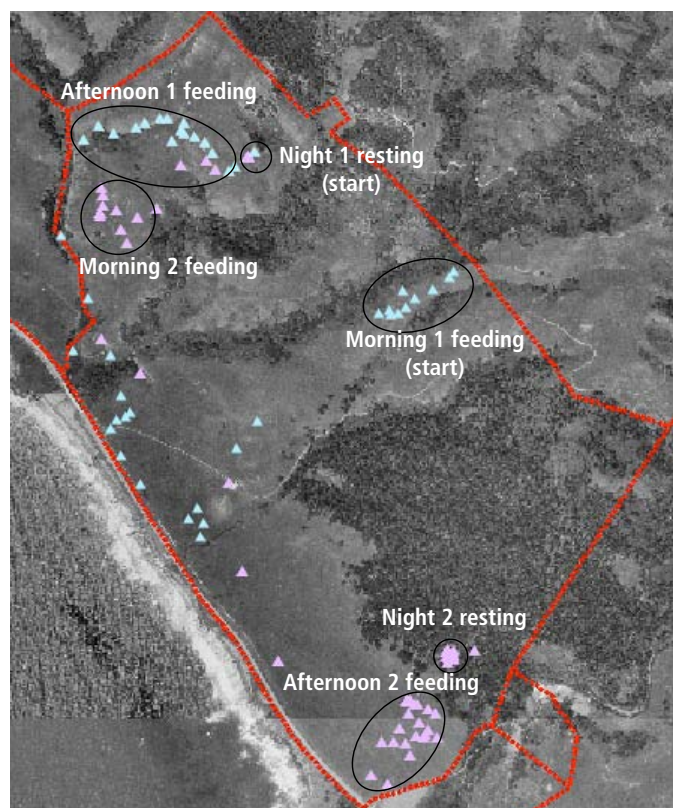 Afternoon 1 feeding
Night 1 resting
(start)
Morning 2 feeding
Morning 1 feeding
(start)
Night 2 resting
Afternoon 2 feeding